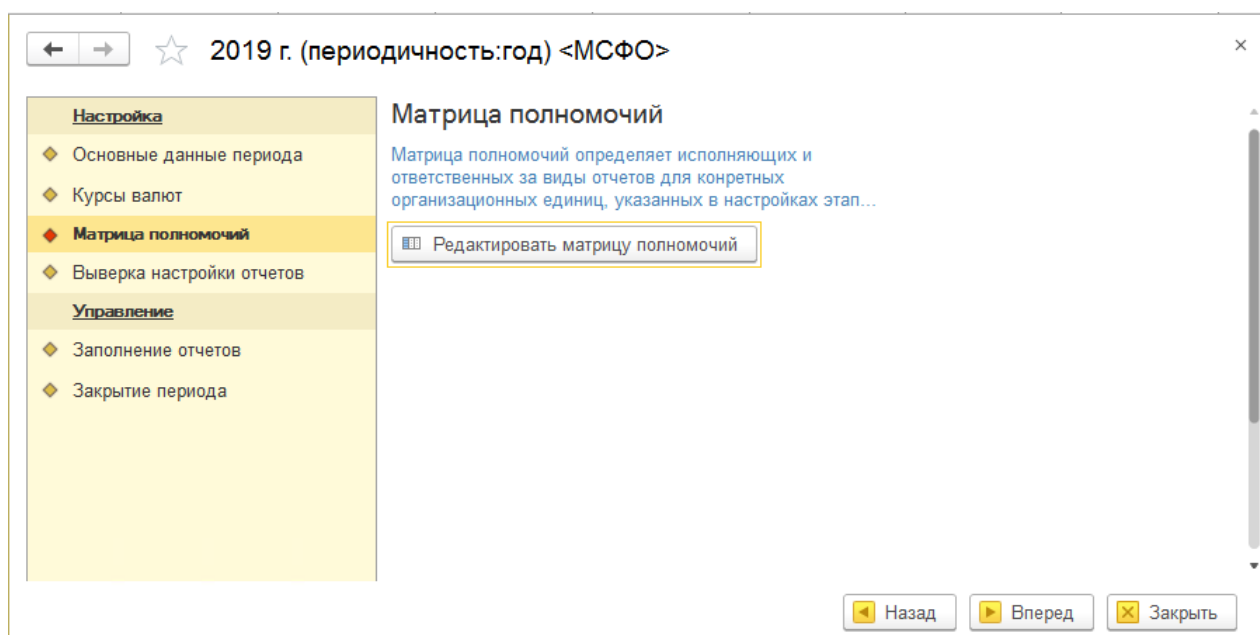 2019 г. (периодичность:год) <МСФО>
Настройка
Основные данные периода
Курсы валют
Матрица полномочий
Выверка настройки отчетов
Управление
Заполнение отчетов
Закрытие периода
Матрица полномочий
Матрица полномочий определяет исполняющих и
ответственных за виды отчетов для конретных
организационных единиц, указанных в настройках этап...
Редактировать матрицу полномочий
Назад
Вперед
Закрыть